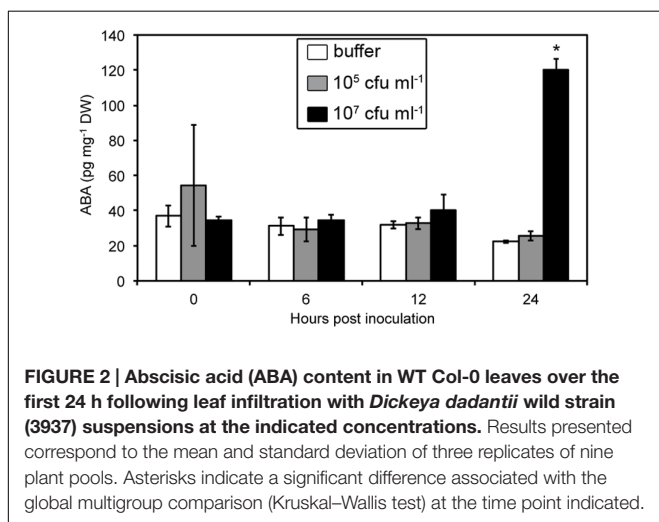 140
120
100
80
60
40
20
0
ABA (pg mg⁻¹ DW)
buffer
10⁵ cfu ml⁻¹
10⁷ cfu ml⁻¹
*
0 6 12 24
Hours post inoculation
FIGURE 2 | Abscisic acid (ABA) content in WT Col-0 leaves over the
first 24 h following leaf infiltration with Dickeya dadantii wild strain
(3937) suspensions at the indicated concentrations. Results presented
correspond to the mean and standard deviation of three replicates of nine
plant pools. Asterisks indicate a significant difference associated with the
global multigroup comparison (Kruskal–Wallis test) at the time point indicated.